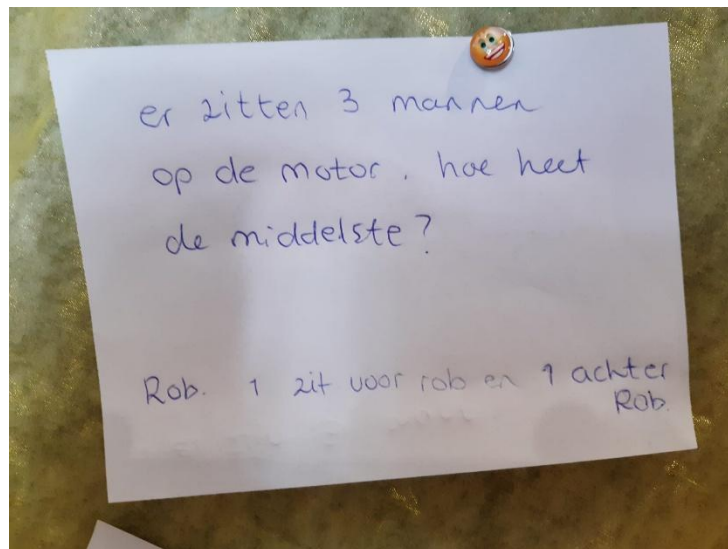 er zitten 3 mannen
op de motor. hoe heet
de middelste?
Rob. 1 zit voor rob en 1 achter
Rob.